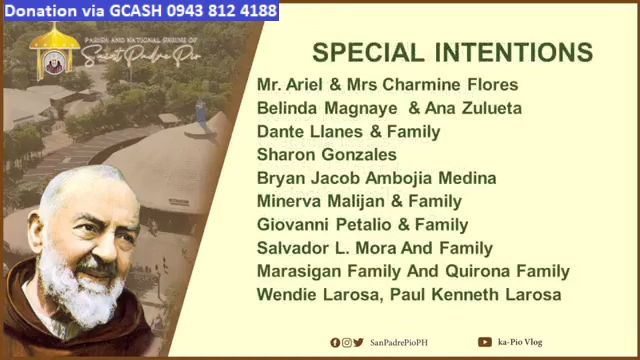 Donation via GCASH 0943 812 4188
PARISH AND NATIONAL SHRINE OF
Saint Padre Pio
SPECIAL INTENTIONS
Mr. Ariel & Mrs Charmine Flores
Belinda Magnaye & Ana Zulueta
Dante Llanes & Family
Sharon Gonzales
Bryan Jacob Ambojia Medina
Minerva Malijan & Family
Giovanni Petalio & Family
Salvador L. Mora And Family
Marasigan Family And Quirona Family
Wendie Larosa, Paul Kenneth Larosa
SanPadrePioPH
ka-Pio Vlog